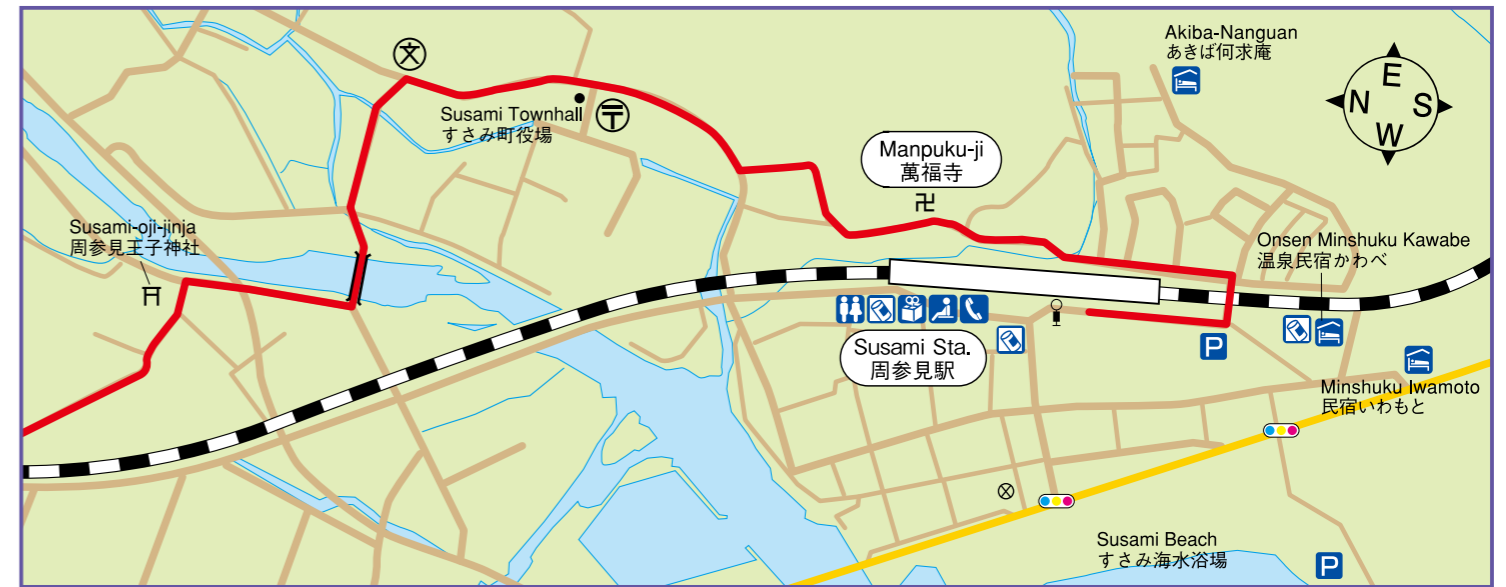 Akiba-Nanguan
あきば何求庵
E
N
S
W
文
Susami Townhall
すさみ町役場
〒
Manpuku-ji
萬福寺
卍
Susami-oji-jinja
周参見王子神社
Onsen Minshuku Kawabe
温泉民宿かわべ
Susami Sta.
周参見駅
P
Minshuku Iwamoto
民宿いわもと
Susami Beach
すさみ海水浴場
P